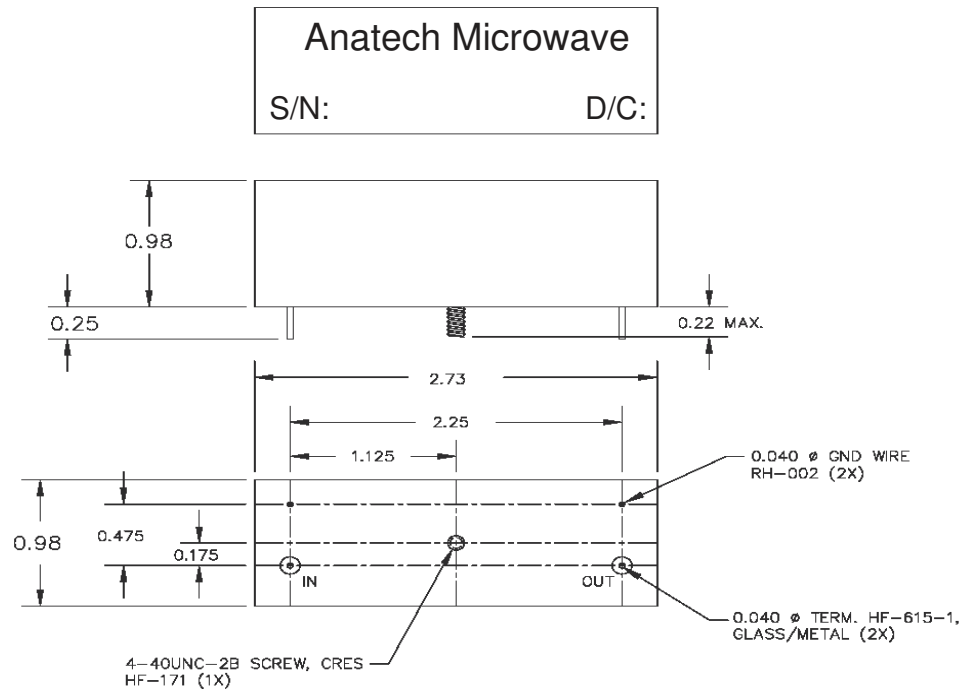 Anatech Microwave
S/N: D/C:
0.98
0.25
0.22 MAX.
2.73
2.25
1.125
0.040 ø GND WIRE
RH-002 (2X)
0.475
0.98
0.175
IN
OUT
0.040 ø TERM. HF-615-1,
GLASS/METAL (2X)
4-40UNC-2B SCREW, CRES
HF-171 (1X)